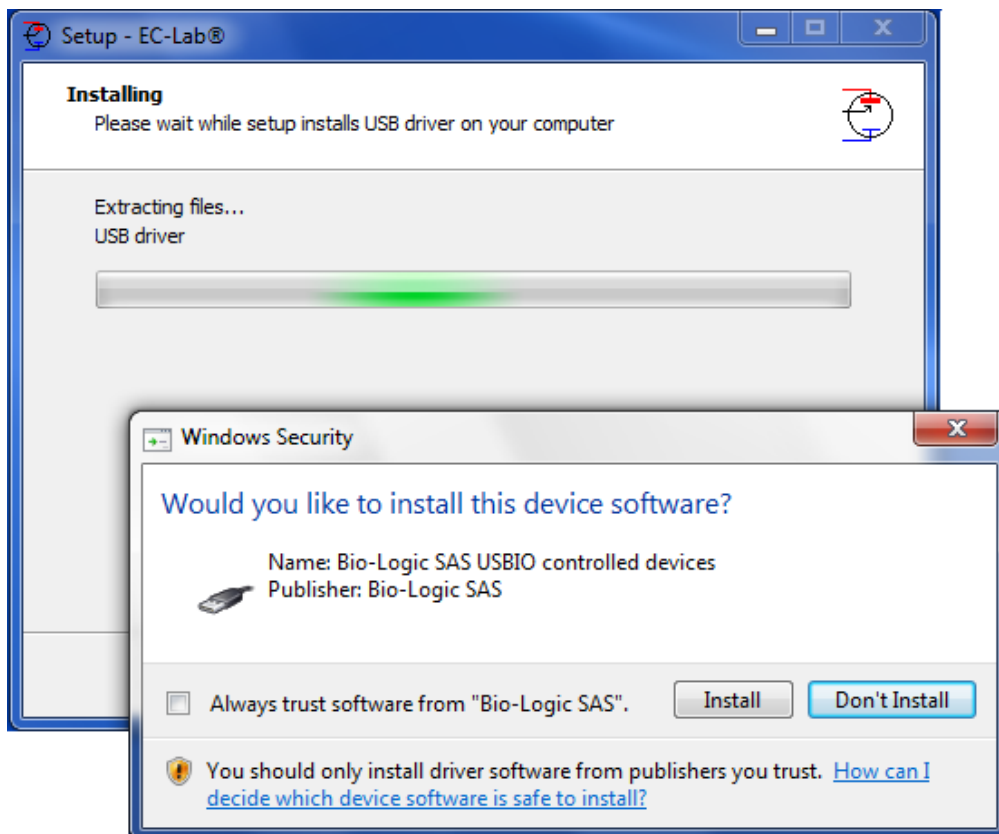 Setup - EC-Lab®
Installing
Please wait while setup installs USB driver on your computer
Extracting files...
USB driver
Windows Security
Would you like to install this device software?
Name: Bio-Logic SAS USBIO controlled devices
Publisher: Bio-Logic SAS
Always trust software from "Bio-Logic SAS".
Install
Don't Install
You should only install driver software from publishers you trust. How can I
decide which device software is safe to install?